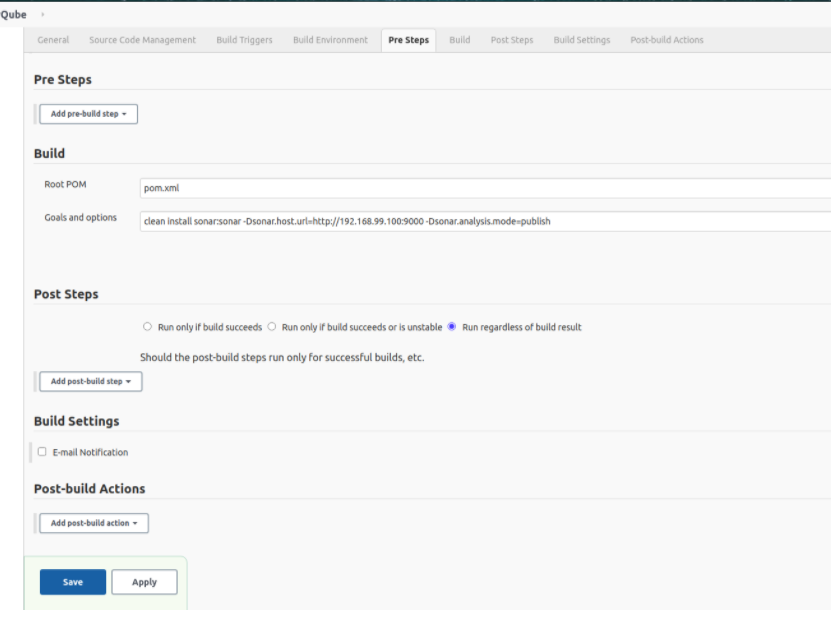 Qube
General Source Code Management Build Triggers Build Environment Pre Steps Build Post Steps Build Settings Post-build Actions
Pre Steps
Add pre-build step
Build
Root POM pom.xml
Goals and options clean install sonar:sonar -Dsonar.host.url=http://192.168.99.100:9000 -Dsonar.analysis.mode=publish
Post Steps
Run only if build succeeds Run only if build succeeds or is unstable Run regardless of build result
Should the post-build steps run only for successful builds, etc.
Add post-build step
Build Settings
E-mail Notification
Post-build Actions
Add post-build action
Save Apply